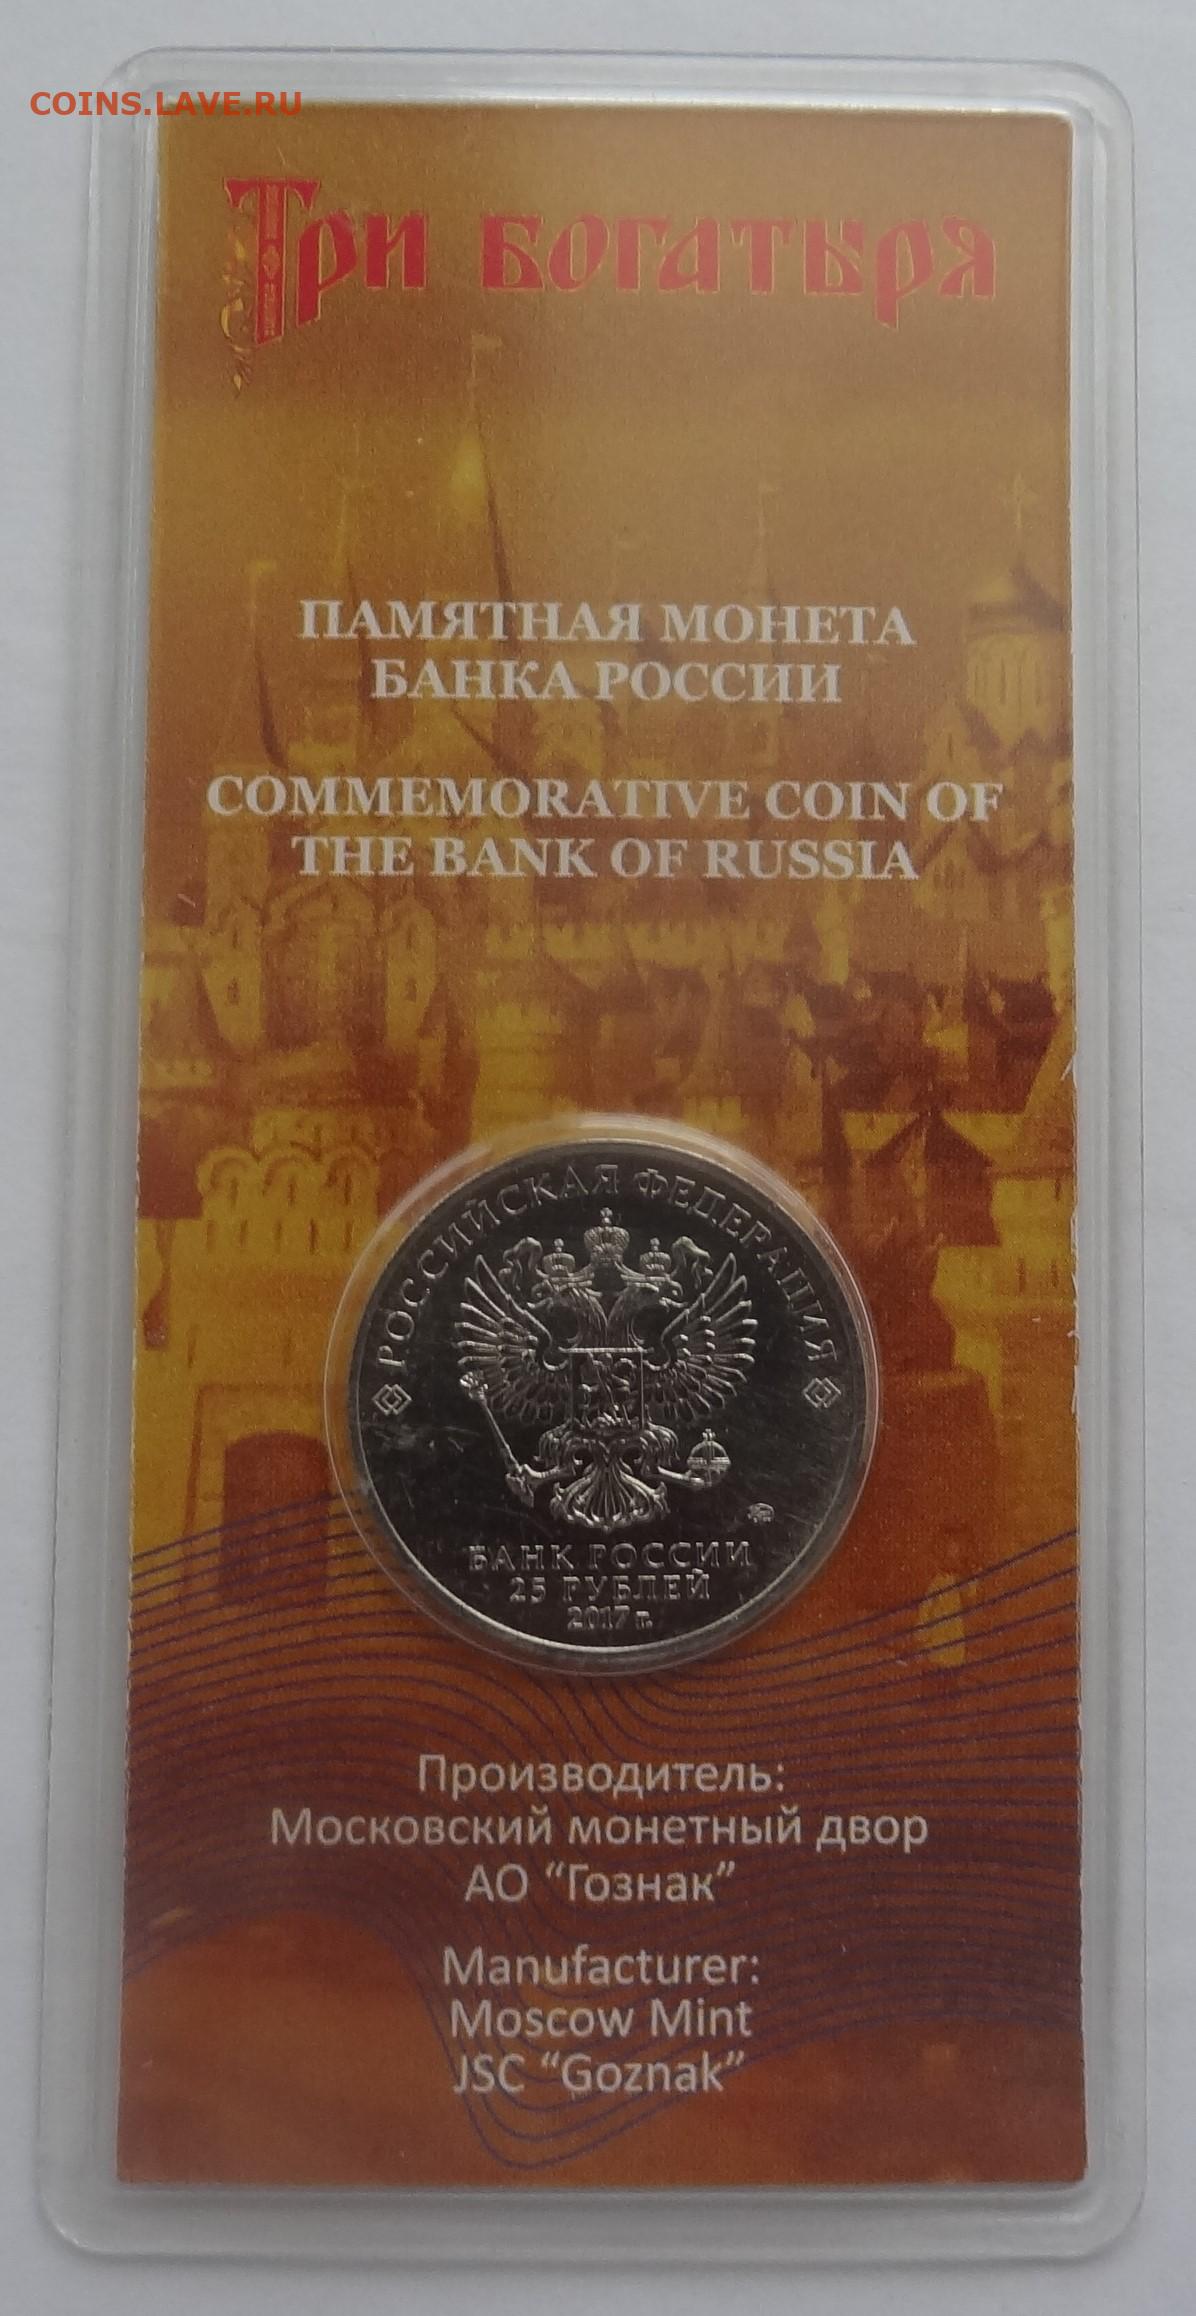 COINS.LAVE.RU
Три богатыря
ПАМЯТНАЯ МОНЕТА
БАНКА РОССИИ
COMMEMORATIVE COIN OF
THE BANK OF RUSSIA
РОССИЙСКАЯ ФЕДЕРАЦИЯ
БАНК РОССИИ
25 РУБЛЕЙ
2017 г.
Производитель:
Московский монетный двор
АО “Гознак”
Manufacturer:
Moscow Mint
JSC “Goznak”